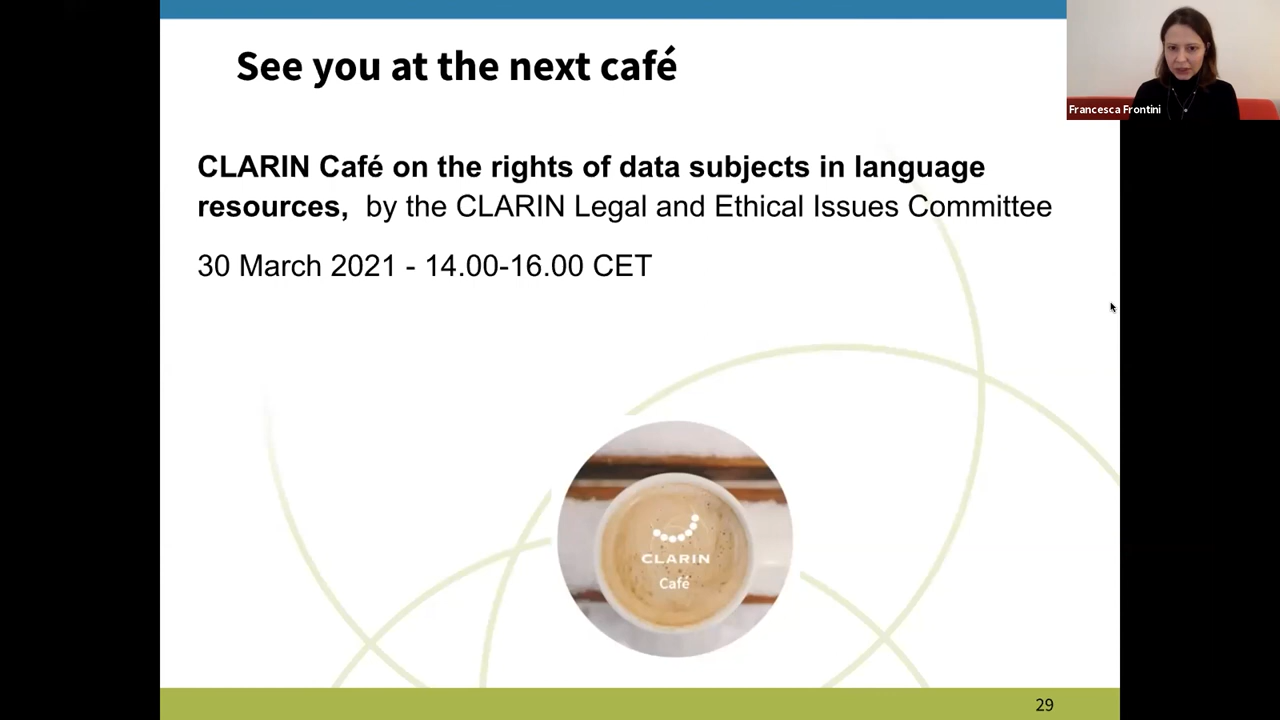 See you at the next café
Francesca Frontini
CLARIN Café on the rights of data subjects in language
resources, by the CLARIN Legal and Ethical Issues Committee
30 March 2021 - 14.00-16.00 CET
CLARIN
Café
29